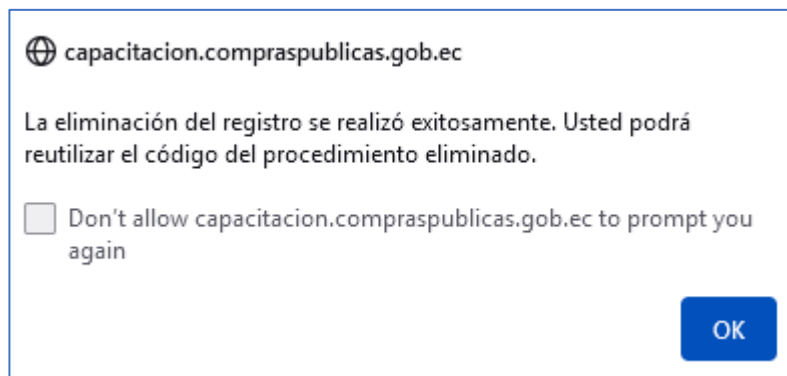 capacitacion.compraspublicas.gob.ec
La eliminación del registro se realizó exitosamente. Usted podrá
reutilizar el código del procedimiento eliminado.
Don't allow capacitacion.compraspublicas.gob.ec to prompt you
again
OK